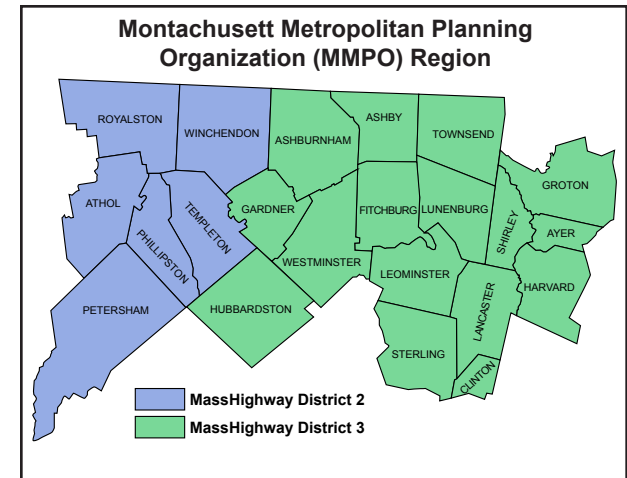 Montachusett Metropolitan Planning
Organization (MMPO) Region
ROYALSTON
WINCHENDON
ASHBURNHAM
ASHBY
TOWNSEND
GROTON
ATHOL
PHILLIPSTON
TEMPLETON
GARDNER
WESTMINSTER
FITCHBURG
LUNENBURG
SHIRLEY
AYER
PETERSHAM
HUBBARDSTON
LEOMINSTER
LANCASTER
HARVARD
STERLING
CLINTON
MassHighway District 2
MassHighway District 3